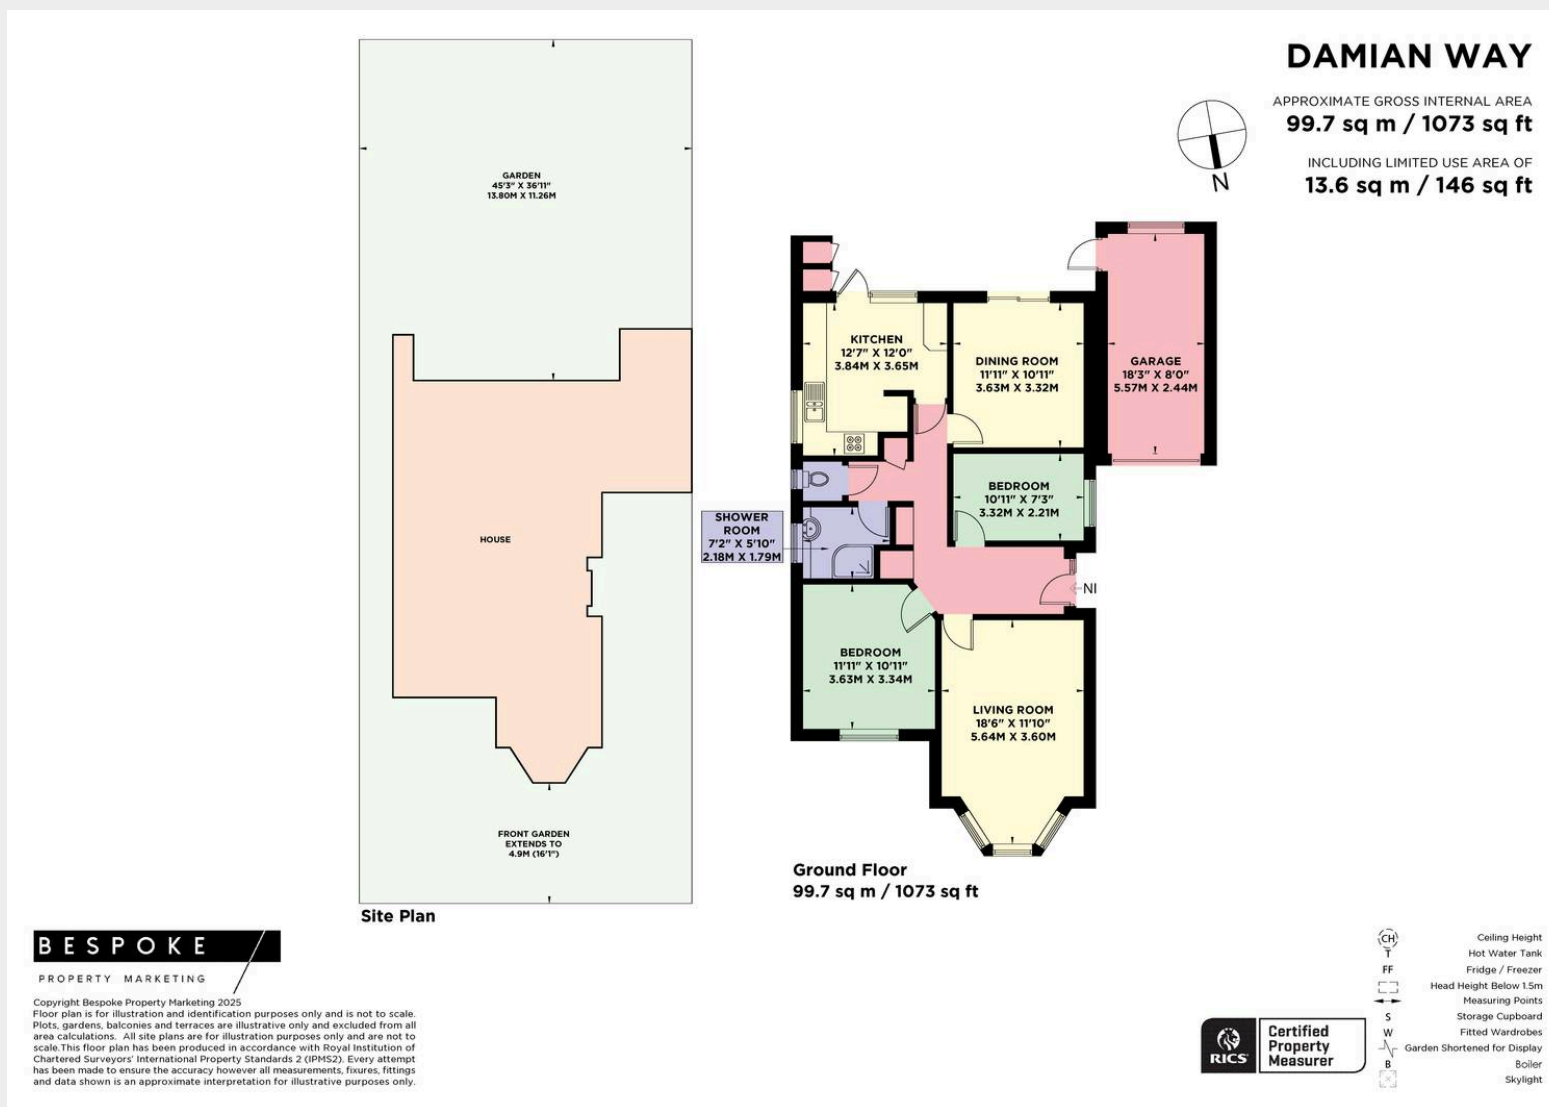 DAMIAN WAY
APPROXIMATE GROSS INTERNAL AREA
99.7 sq m / 1073 sq ft
INCLUDING LIMITED USE AREA OF
13.6 sq m / 146 sq ft
N
GARDEN
45'3" X 36'11"
13.80M X 11.26M
HOUSE
FRONT GARDEN
EXTENDS TO
4.9M (16'1")
Site Plan
KITCHEN
12'7" X 12'0"
3.84M X 3.65M
DINING ROOM
11'11" X 10'11"
3.63M X 3.32M
GARAGE
18'3" X 8'0"
5.57M X 2.44M
BEDROOM
10'11" X 7'3"
3.32M X 2.21M
SHOWER
ROOM
7'2" X 5'10"
2.18M X 1.79M
NI
BEDROOM
11'11" X 10'11"
3.63M X 3.34M
LIVING ROOM
18'6" X 11'10"
5.64M X 3.60M
Ground Floor
99.7 sq m / 1073 sq ft
BESPOKE
PROPERTY MARKETING
Copyright Bespoke Property Marketing 2025
Floor plan is for illustration and identification purposes only and is not to scale.
Plots, gardens, balconies and terraces are illustrative only and excluded from all
area calculations. All site plans are for illustration purposes only and are not to
scale.This floor plan has been produced in accordance with Royal Institution of
Chartered Surveyors' International Property Standards 2 (IPMS2). Every attempt
has been made to ensure the accuracy however all measurements, fixures, fittings
and data shown is an approximate interpretation for illustrative purposes only.
RICS
Certified
Property
Measurer
CH Ceiling Height
T Hot Water Tank
FF Fridge / Freezer
Head Height Below 1.5m
Measuring Points
S Storage Cupboard
W Fitted Wardrobes
Garden Shortened for Display
B Boiler
Skylight